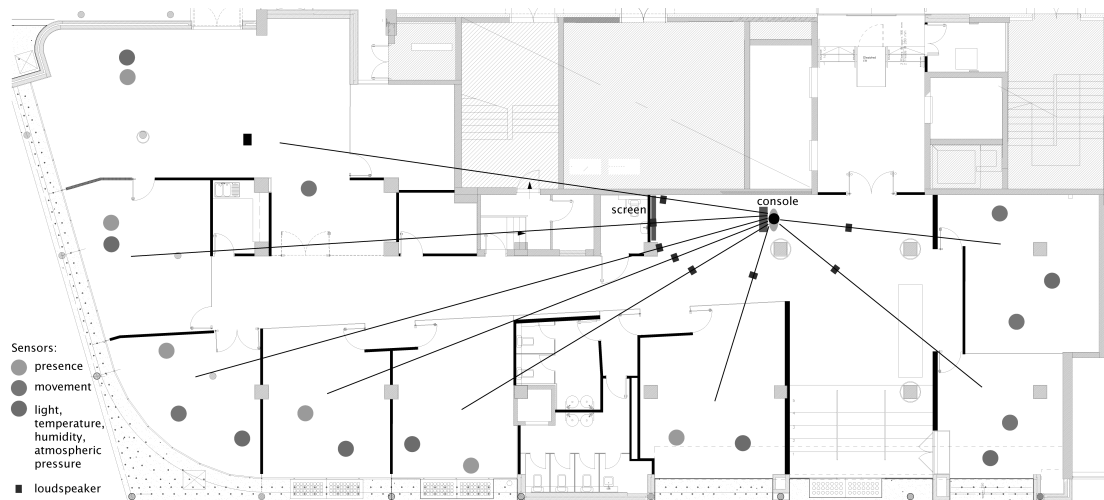 console
screen
Sensors:
presence
movement
light,
temperature,
humidity,
atmospheric
pressure
loudspeaker